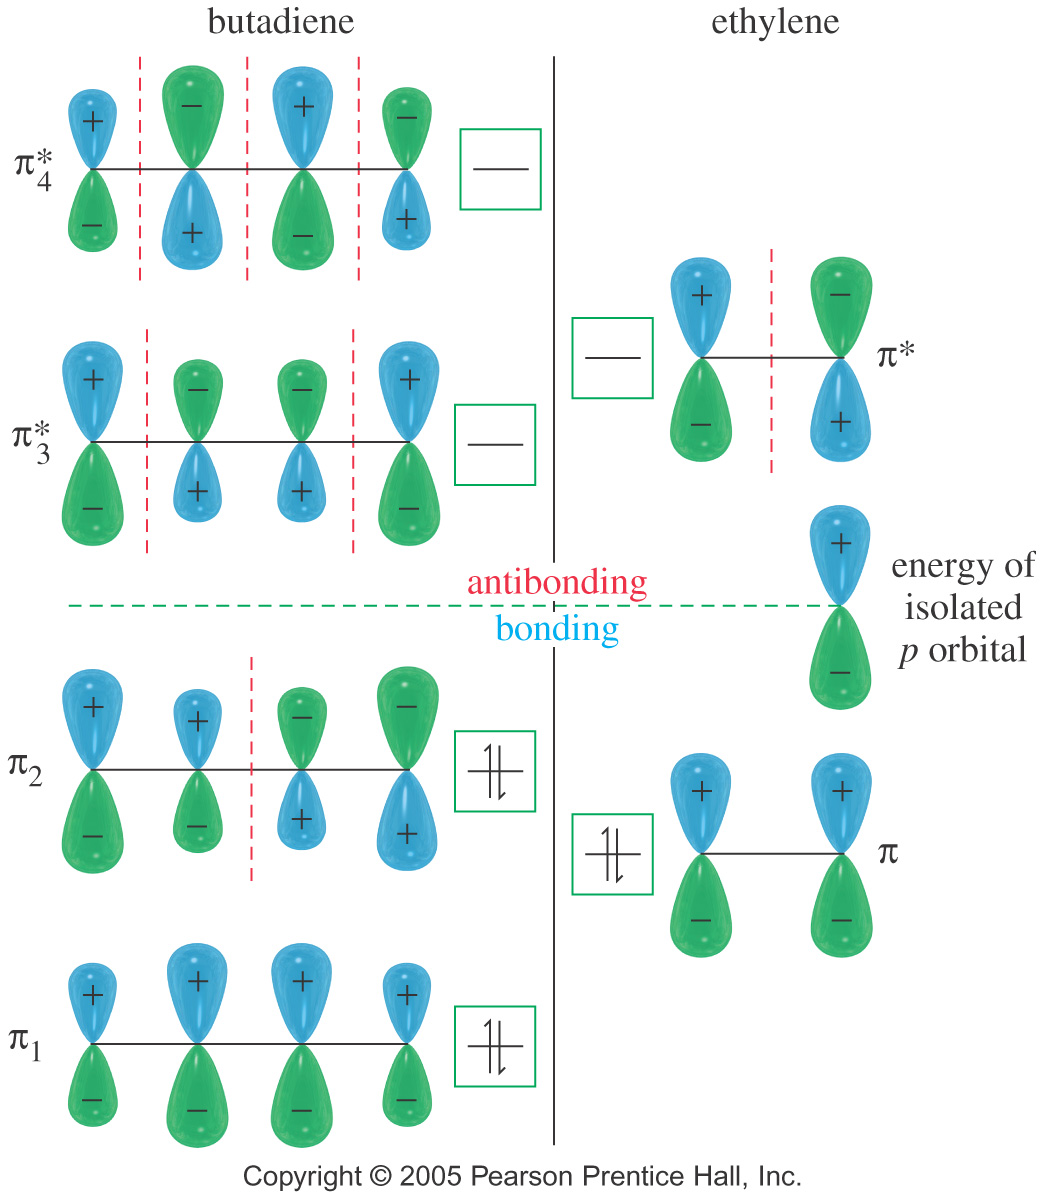 butadiene
ethylene
+ − + −
π*4
− + − +
+ −
π*
− +
+ − − +
π*3
− + + −
+
energy of
isolated
p orbital
−
antibonding
bonding
+ + − −
π2
− − + +
+ +
π
− −
+ + + +
π1
− − − −
Copyright © 2005 Pearson Prentice Hall, Inc.